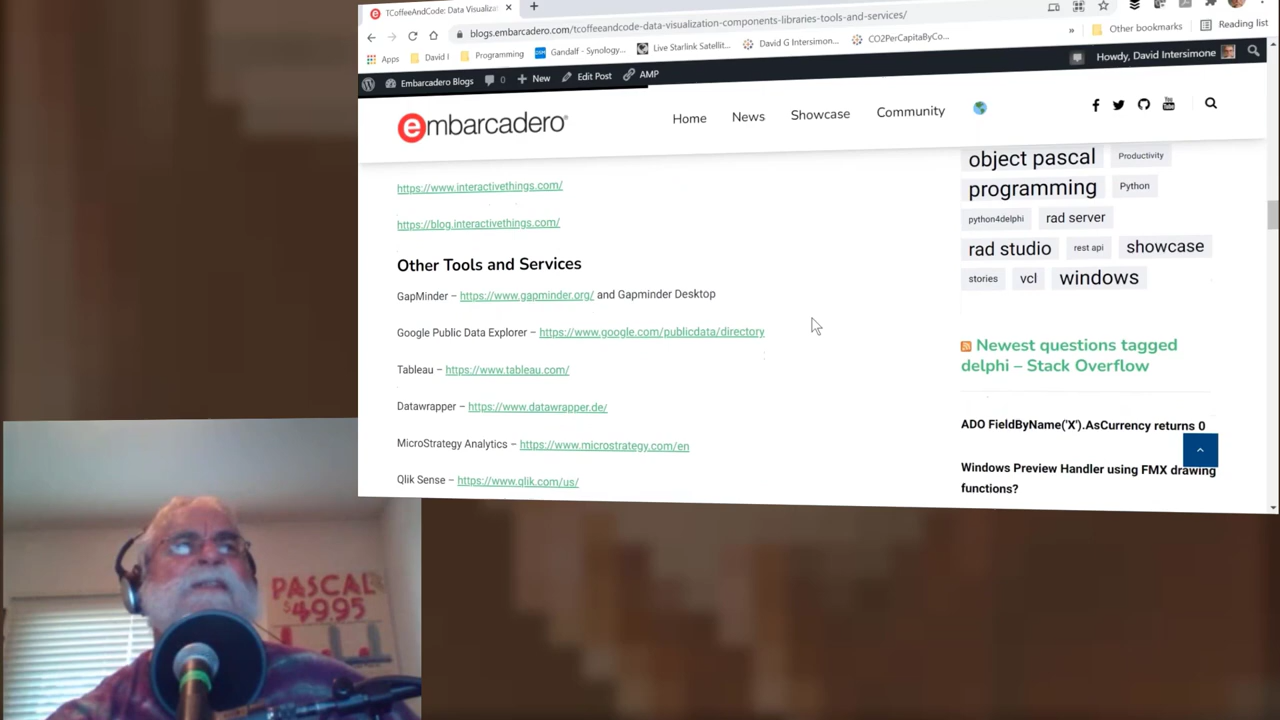 TCoffeeAndCode: Data Visualiza
blogs.embarcadero.com/tcoffeeandcode-data-visualization-components-libraries-tools-and-services/
Apps David I Programming Gandalf - Synology... Live Starlink Satellit... David G Intersimone... CO2PerCapitaByCo... » Other bookmarks Reading list
Embarcadero Blogs 0 New Edit Post AMP Howdy, David Intersimone
embarcadero® Home News Showcase Community
https://www.interactivethings.com/
https://blog.interactivethings.com/
Other Tools and Services
GapMinder – https://www.gapminder.org/ and Gapminder Desktop
Google Public Data Explorer – https://www.google.com/publicdata/directory
Tableau – https://www.tableau.com/
Datawrapper – https://www.datawrapper.de/
MicroStrategy Analytics – https://www.microstrategy.com/en
Qlik Sense – https://www.qlik.com/us/
object pascal Productivity
programming Python
python4delphi rad server
rad studio rest api showcase
stories vcl windows
Newest questions tagged
delphi – Stack Overflow
ADO FieldByName('X').AsCurrency returns 0
Windows Preview Handler using FMX drawing
functions?
PASCAL
$49.95